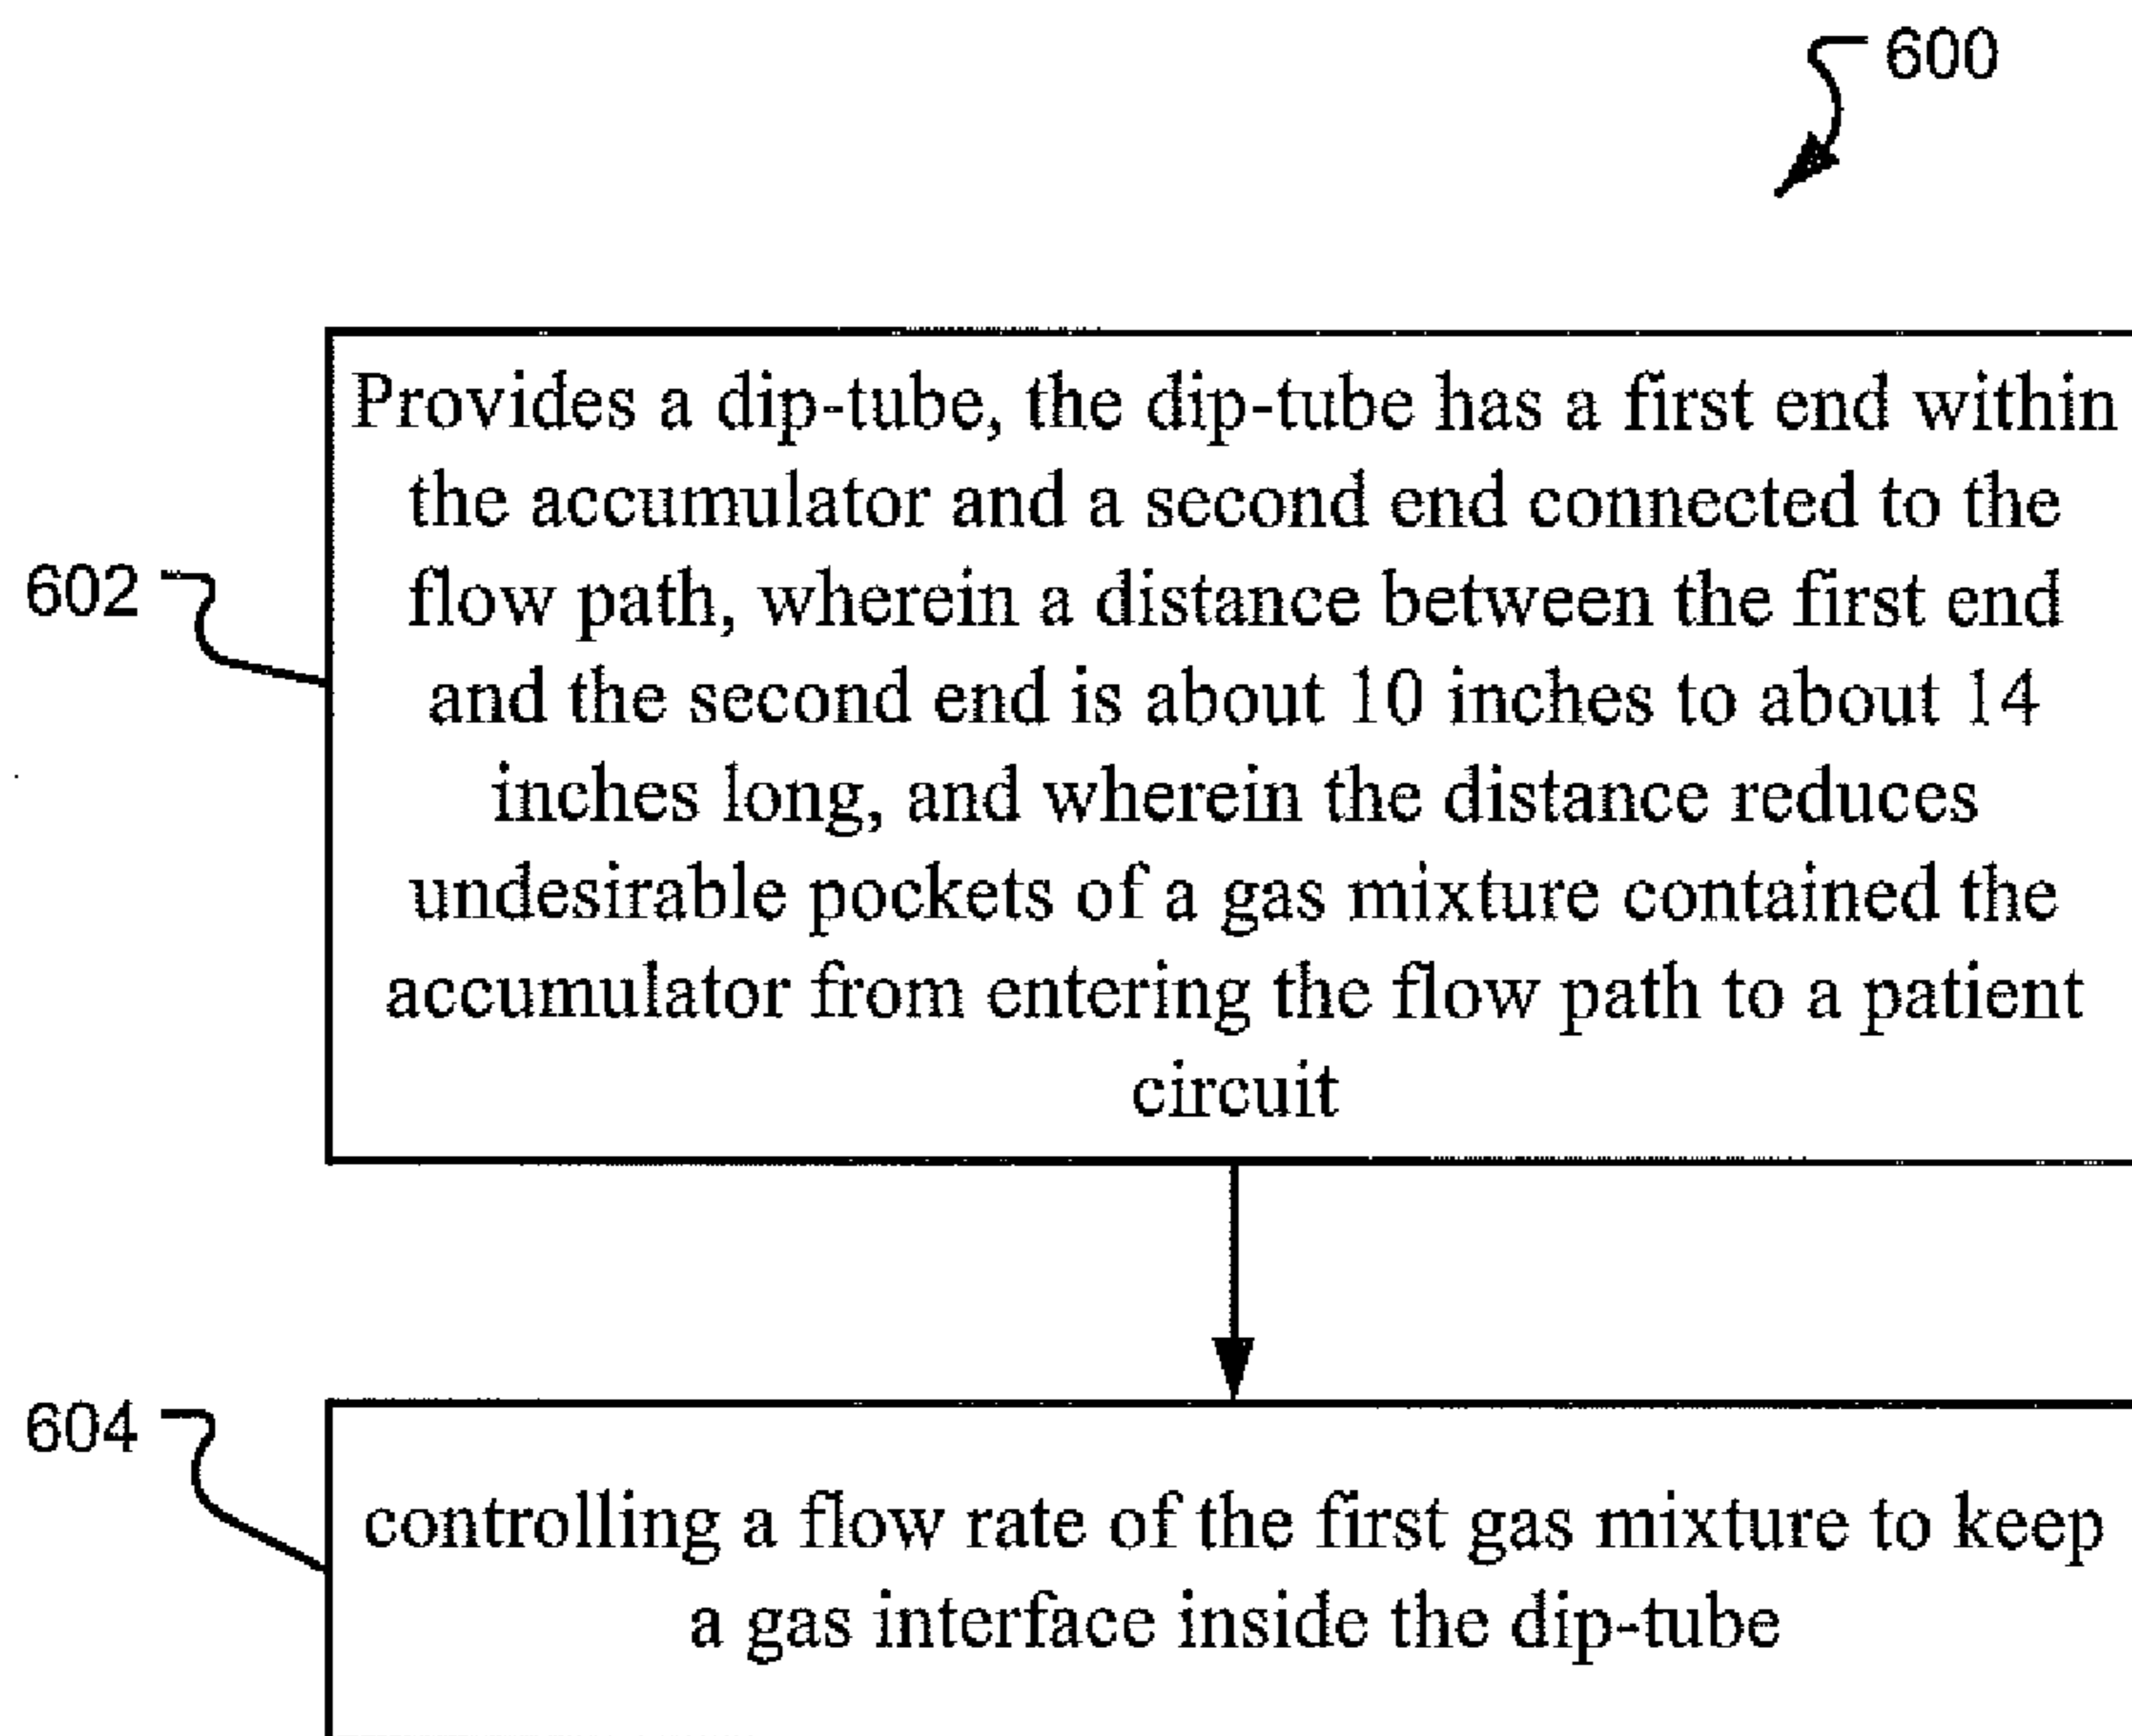 600
Provides a dip-tube, the dip-tube has a first end within
the accumulator and a second end connected to the
flow path, wherein a distance between the first end
and the second end is about 10 inches to about 14
inches long, and wherein the distance reduces
undesirable pockets of a gas mixture contained the
accumulator from entering the flow path to a patient
circuit
602
604
controlling a flow rate of the first gas mixture to keep
a gas interface inside the dip-tube